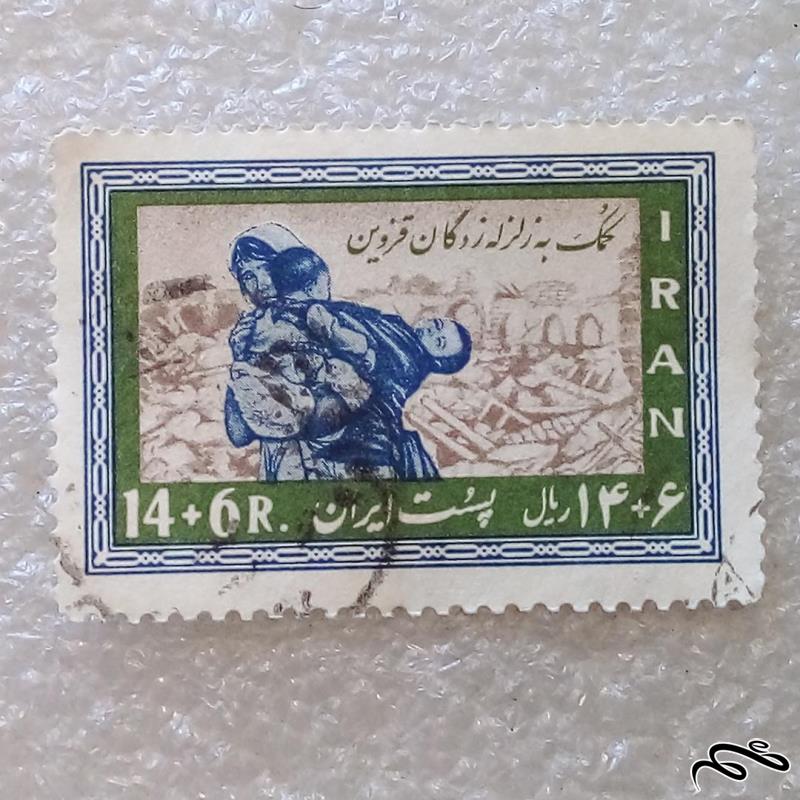 کمک به زلزله زدگان قزوین
IRAN
14+6R. پست ایران ۱۴+۶ ریال